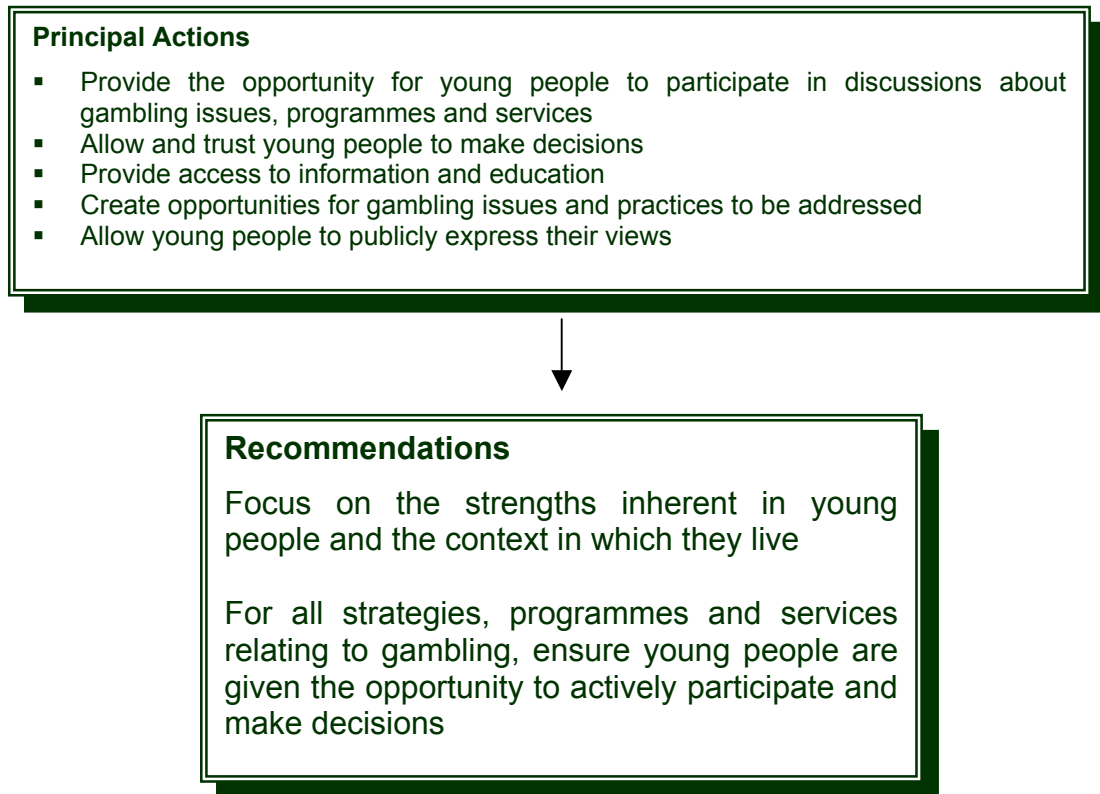 Principal Actions
▪ Provide the opportunity for young people to participate in discussions about
gambling issues, programmes and services
▪ Allow and trust young people to make decisions
▪ Provide access to information and education
▪ Create opportunities for gambling issues and practices to be addressed
▪ Allow young people to publicly express their views
Recommendations
Focus on the strengths inherent in young
people and the context in which they live
For all strategies, programmes and services
relating to gambling, ensure young people are
given the opportunity to actively participate and
make decisions